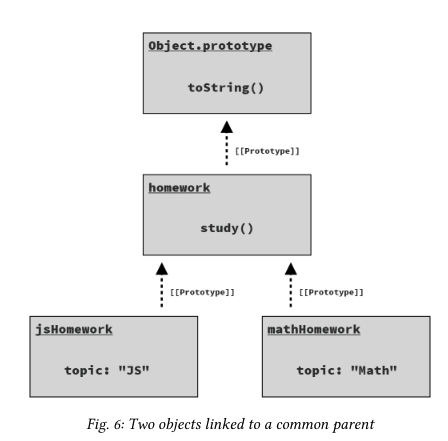 Object.prototype
toString()
[[Prototype]]
homework
study()
[[Prototype]]
[[Prototype]]
jsHomework
topic: "JS"
mathHomework
topic: "Math"
Fig. 6: Two objects linked to a common parent